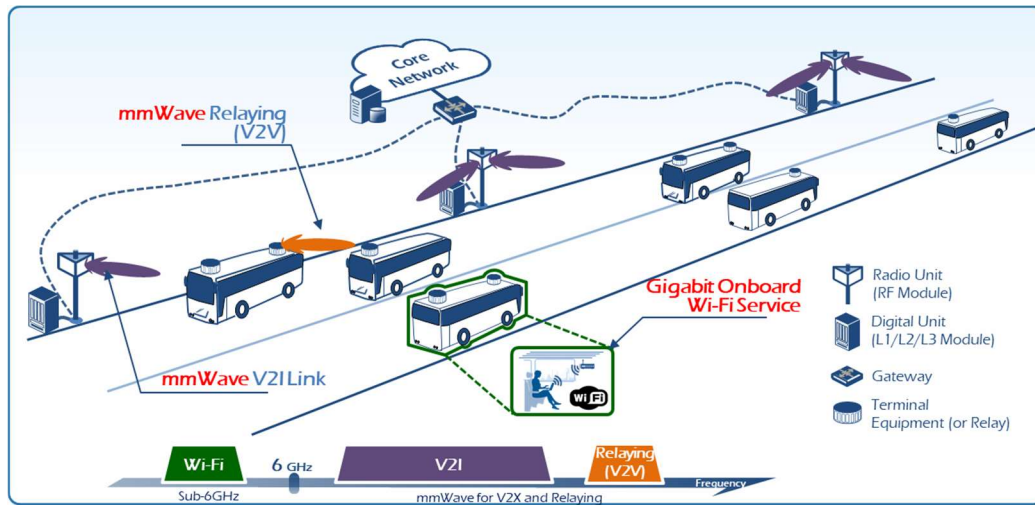 Core
Network
mmWave Relaying
(V2V)
Gigabit Onboard
Wi-Fi Service
Wi Fi
mmWave V2I Link
Radio Unit
(RF Module)
Digital Unit
(L1/L2/L3 Module)
Gateway
Terminal
Equipment (or Relay)
Wi-Fi
6 GHz
V2I
Relaying
(V2V)
Frequency
Sub-6GHz
mmWave for V2X and Relaying